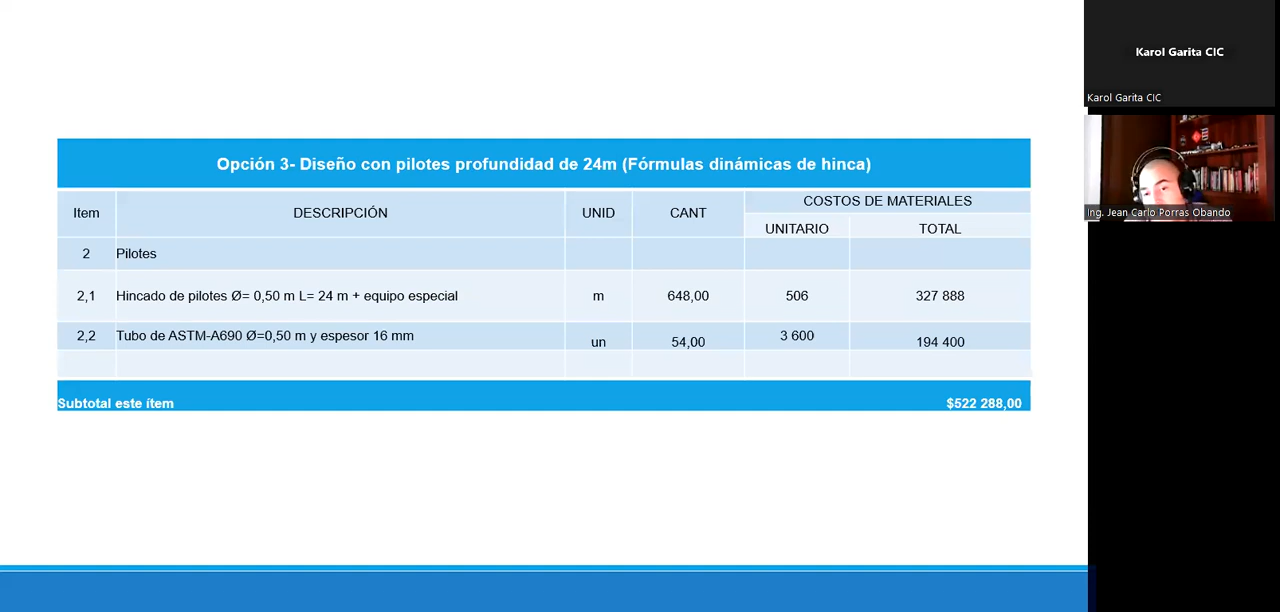 Opción 3- Diseño con pilotes profundidad de 24m (Fórmulas dinámicas de hinca)
Item DESCRIPCIÓN UNID CANT COSTOS DE MATERIALES
UNITARIO TOTAL
2 Pilotes
2,1 Hincado de pilotes Ø= 0,50 m L= 24 m + equipo especial m 648,00 506 327 888
2,2 Tubo de ASTM-A690 Ø=0,50 m y espesor 16 mm un 54,00 3 600 194 400
Subtotal este ítem $522 288,00
Karol Garita CIC
Karol Garita CIC
Ing. Jean Carlo Porras Obando